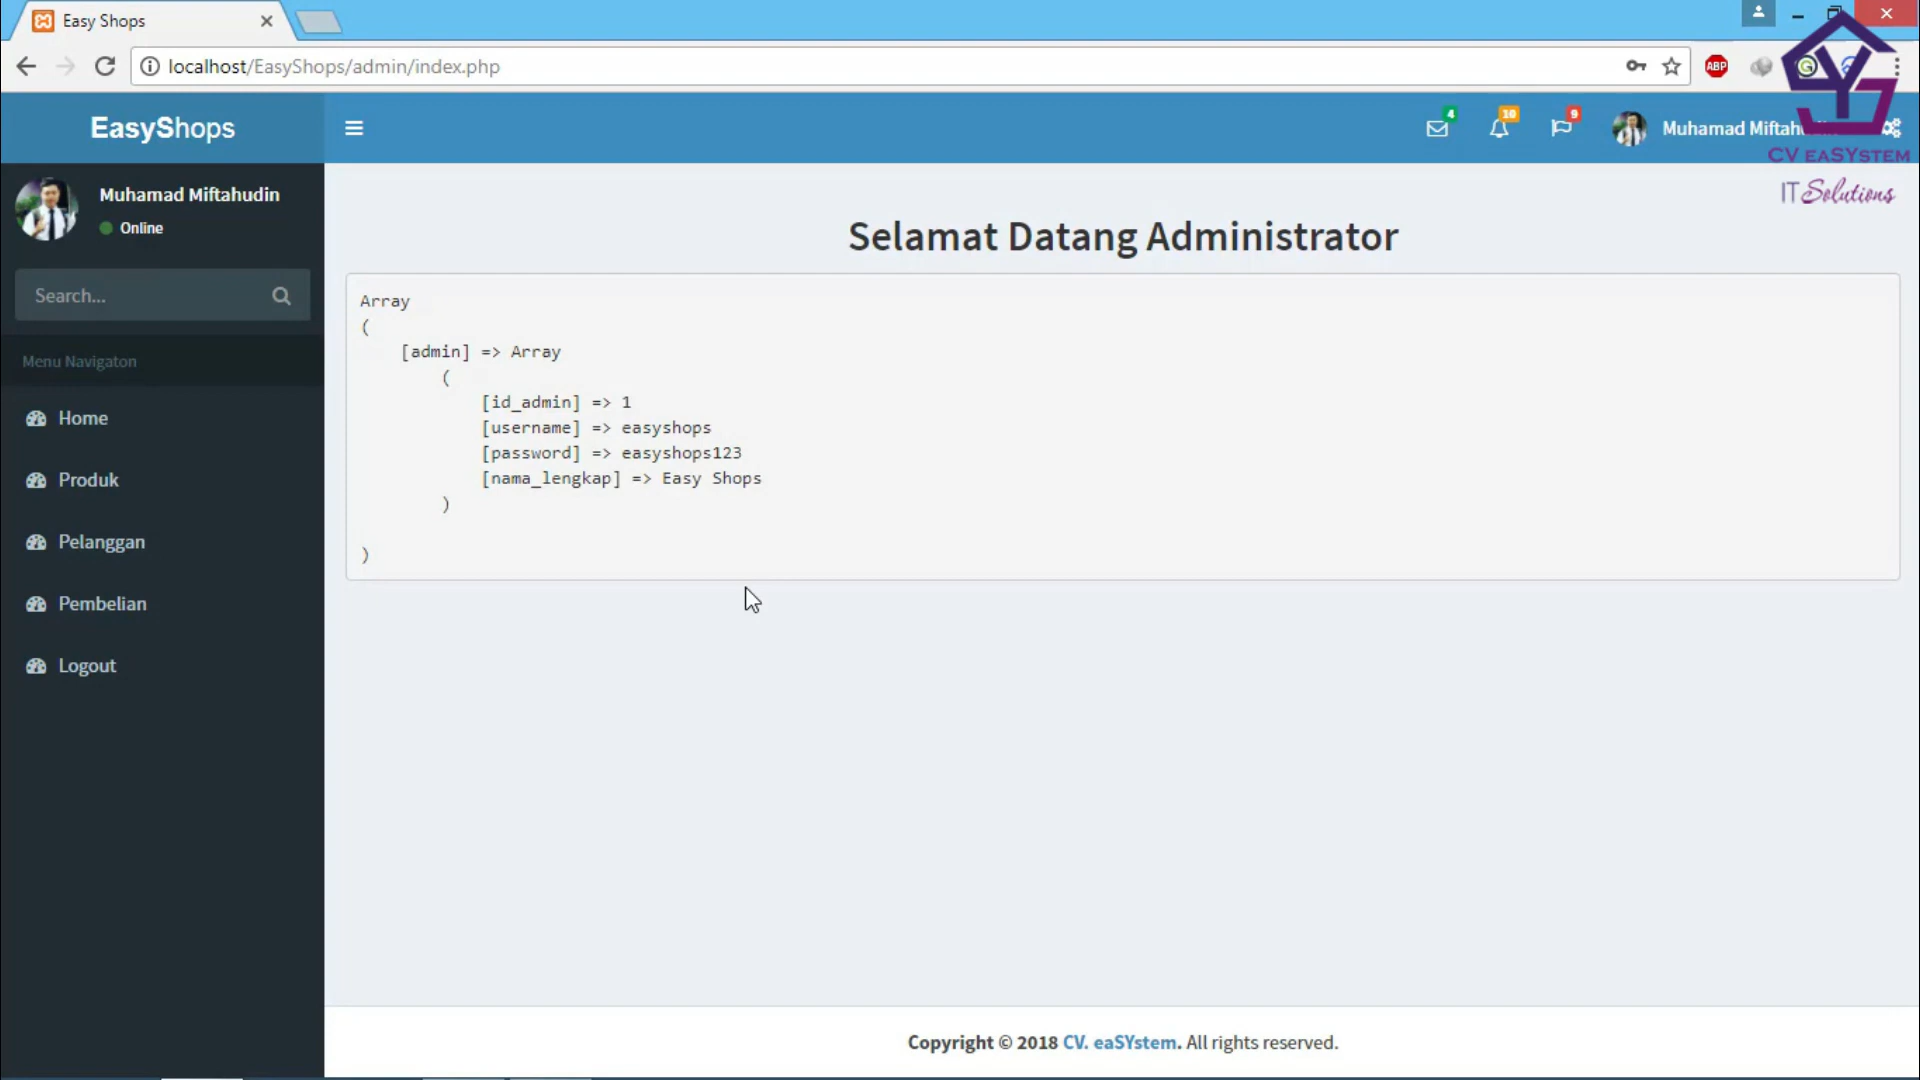 Easy Shops
localhost/EasyShops/admin/index.php
ABP
EasyShops
4
10
9
Muhamad Miftah
CV eaSYstem
IT Solutions
Muhamad Miftahudin
Online
Search...
Menu Navigaton
Home
Produk
Pelanggan
Pembelian
Logout
Selamat Datang Administrator
Array
(
[admin] => Array
(
[id_admin] => 1
[username] => easyshops
[password] => easyshops123
[nama_lengkap] => Easy Shops
)
)
Copyright © 2018 CV. eaSYstem. All rights reserved.